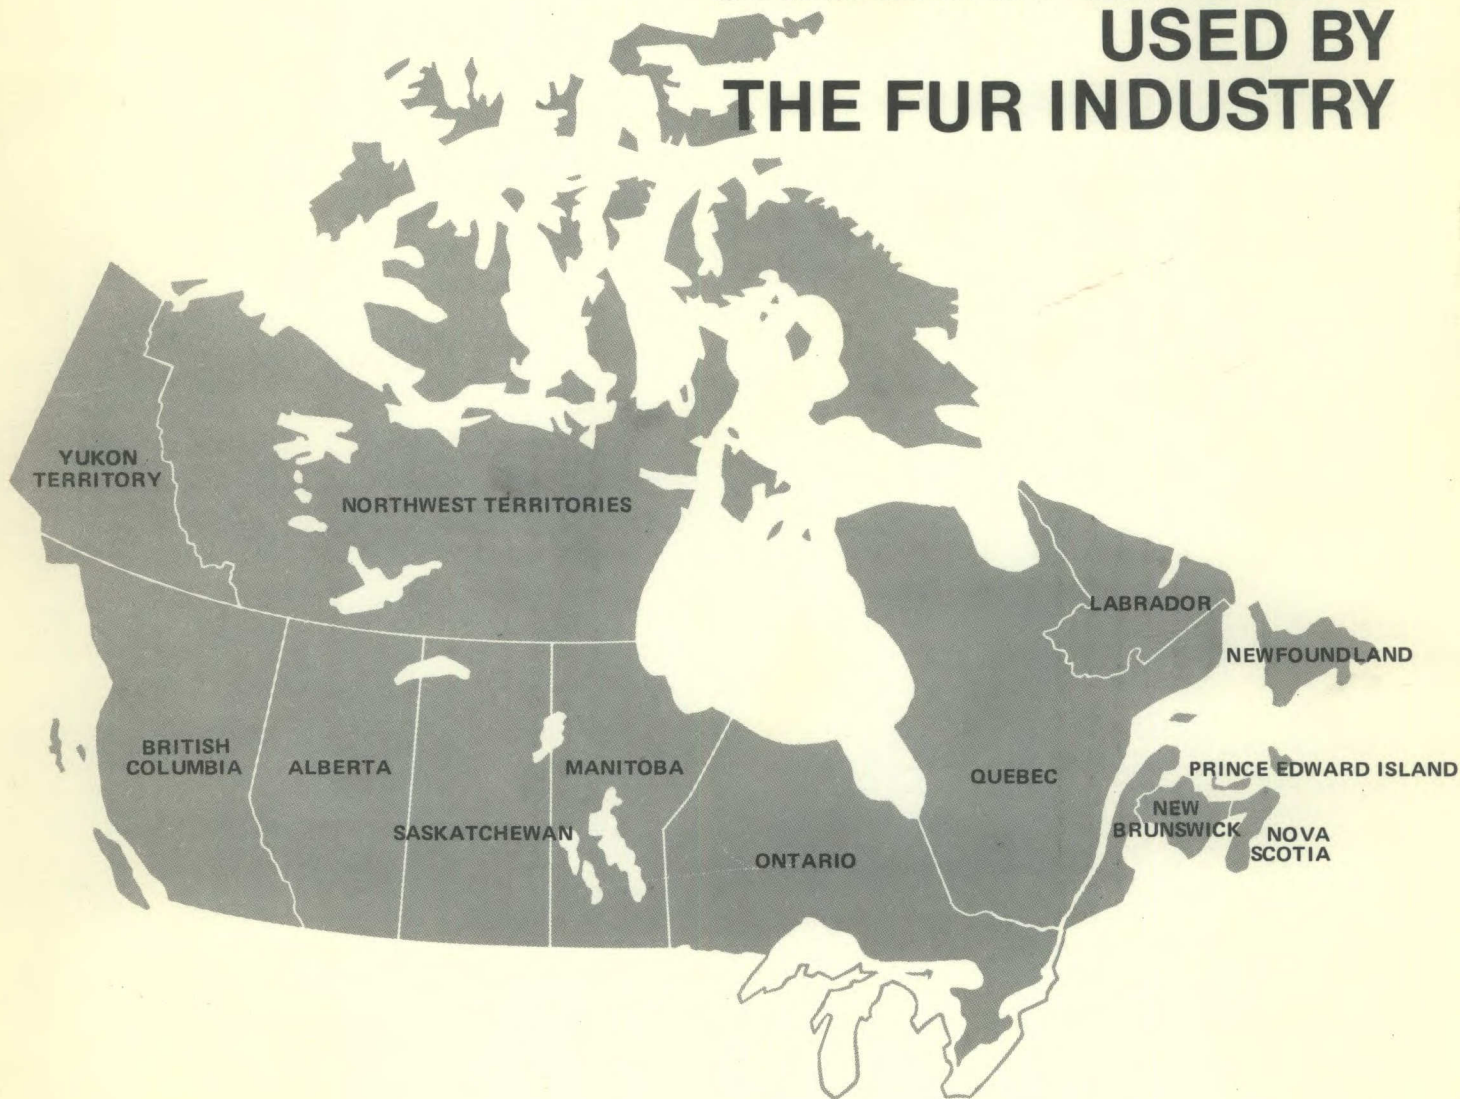 USED BY
THE FUR INDUSTRY
YUKON
TERRITORY
NORTHWEST TERRITORIES
LABRADOR
NEWFOUNDLAND
BRITISH
COLUMBIA
ALBERTA
MANITOBA
QUEBEC
PRINCE EDWARD ISLAND
SASKATCHEWAN
NEW
BRUNSWICK
NOVA
SCOTIA
ONTARIO